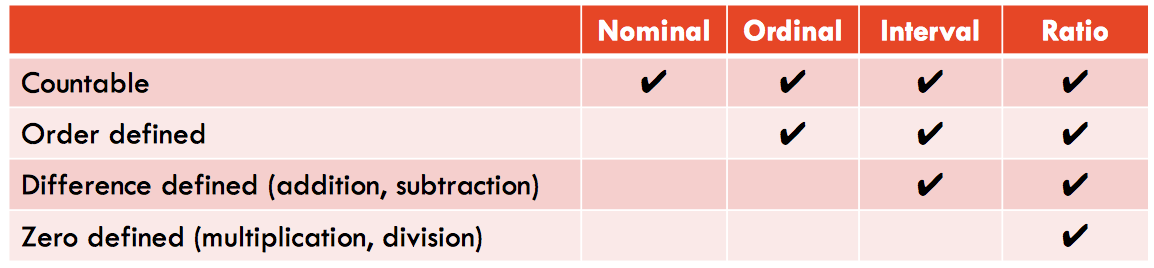 Nominal Ordinal Interval Ratio
Countable ✔ ✔ ✔ ✔
Order defined ✔ ✔ ✔
Difference defined (addition, subtraction) ✔ ✔
Zero defined (multiplication, division) ✔